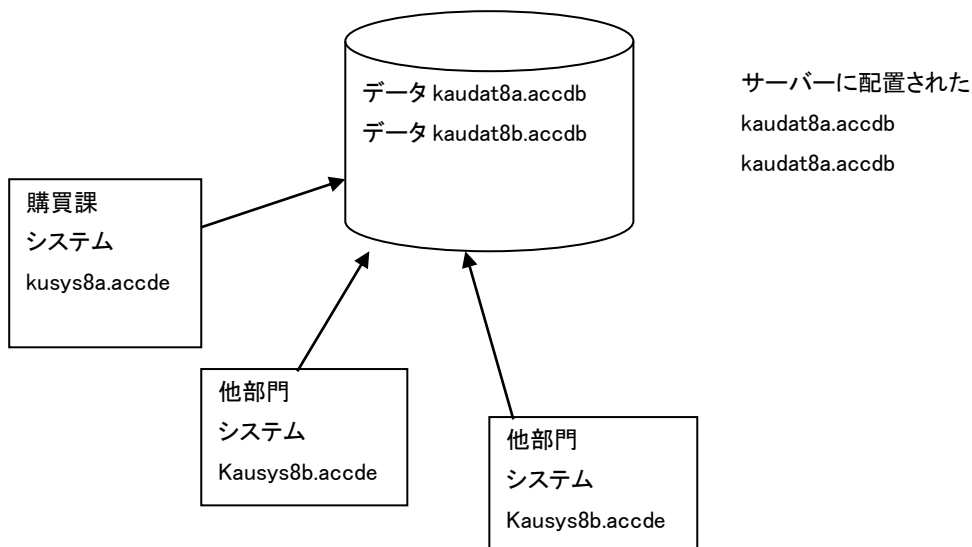 データ kaudat8a.accdb
データ kaudat8b.accdb
サーバーに配置された
kaudat8a.accdb
kaudat8a.accdb
購買課
システム
kusys8a.accde
他部門
システム
Kausys8b.accde
他部門
システム
Kausys8b.accde